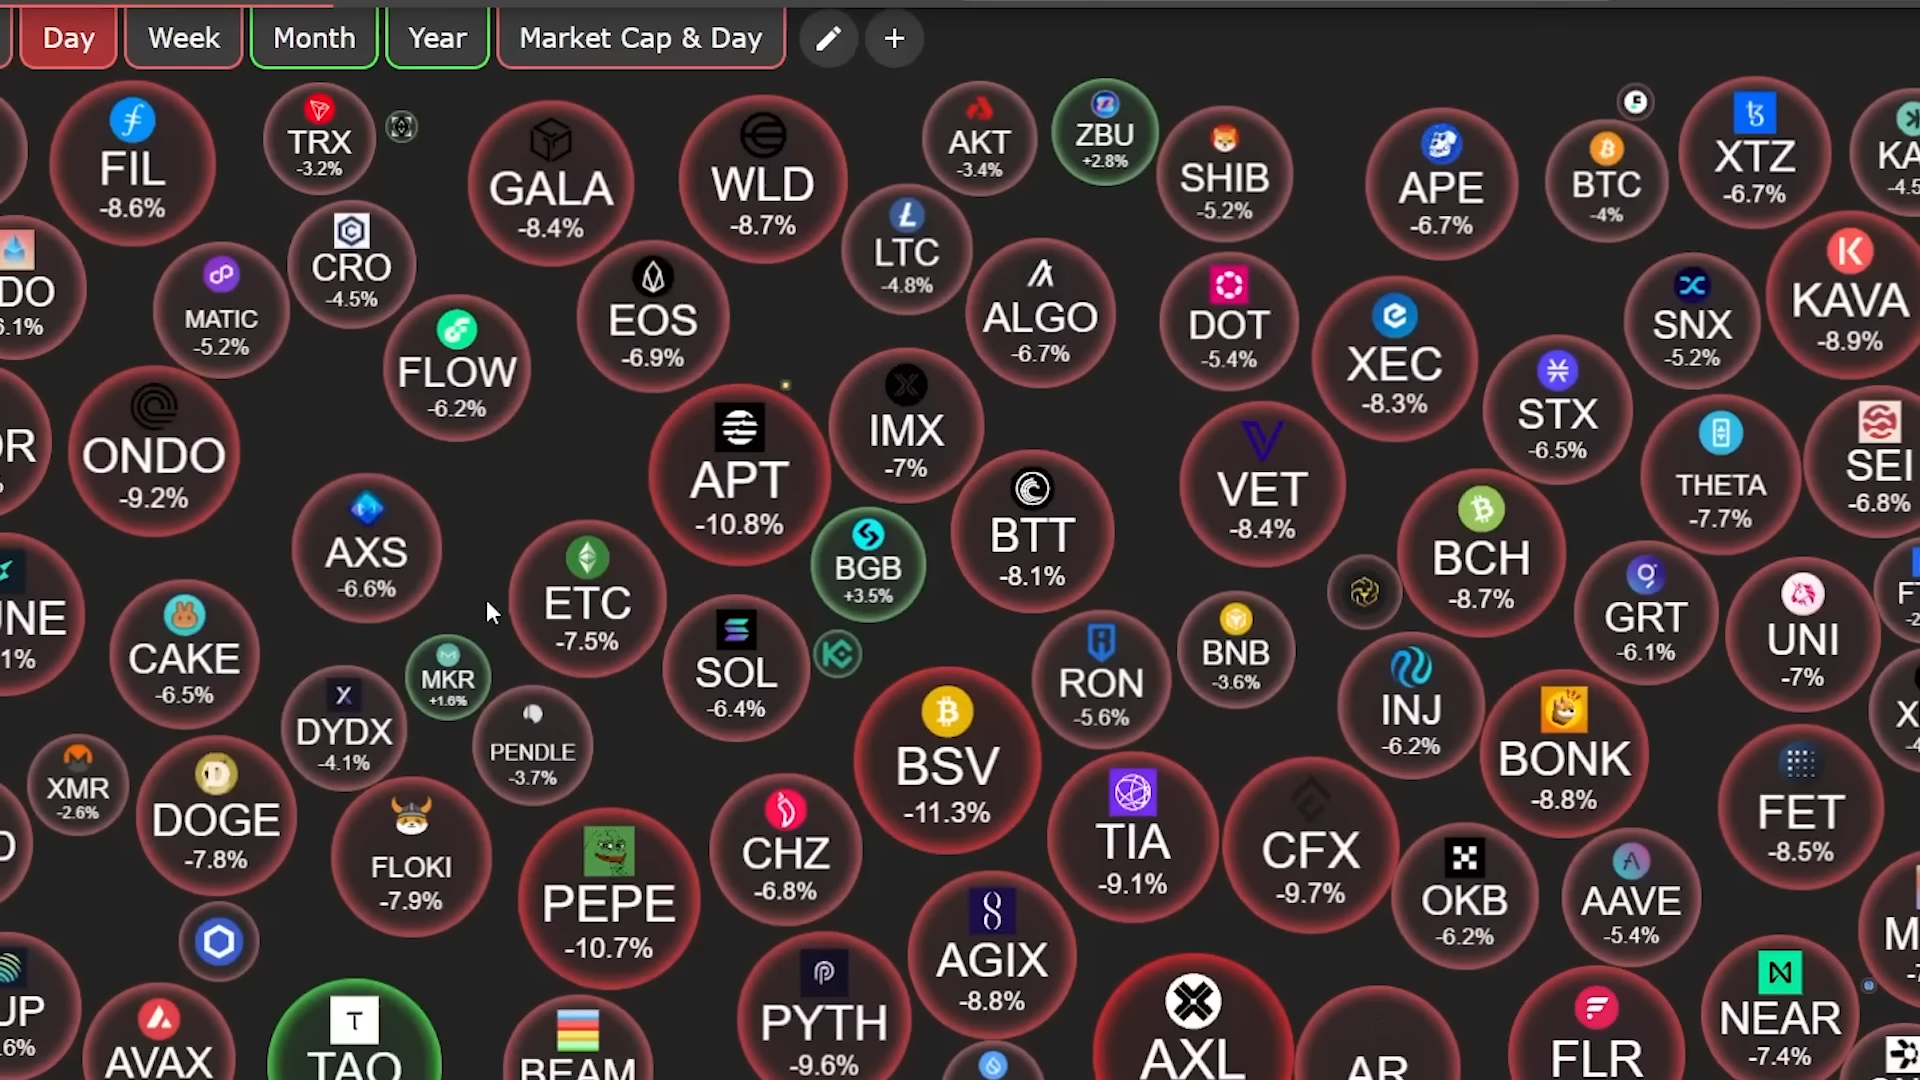 Day
Week
Month
Year
Market Cap & Day
FIL
-8.6%
TRX
-3.2%
GALA
-8.4%
WLD
-8.7%
AKT
-3.4%
ZBU
+2.8%
SHIB
-5.2%
APE
-6.7%
BTC
-4%
XTZ
-6.7%
KA
-4.5
DO
6.1%
MATIC
-5.2%
CRO
-4.5%
FLOW
-6.2%
EOS
-6.9%
LTC
-4.8%
ALGO
-6.7%
DOT
-5.4%
XEC
-8.3%
SNX
-5.2%
KAVA
-8.9%
ONDO
-9.2%
APT
-10.8%
IMX
-7%
VET
-8.4%
STX
-6.5%
THETA
-7.7%
SEI
-6.8%
AXS
-6.6%
ETC
-7.5%
BGB
+3.5%
BTT
-8.1%
BCH
-8.7%
GRT
-6.1%
UNI
-7%
UNE
1%
CAKE
-6.5%
MKR
+1.6%
SOL
-6.4%
RON
-5.6%
BNB
-3.6%
INJ
-6.2%
BONK
-8.8%
XMR
-2.6%
DOGE
-7.8%
DYDX
-4.1%
PENDLE
-3.7%
FLOKI
-7.9%
PEPE
-10.7%
CHZ
-6.8%
BSV
-11.3%
TIA
-9.1%
CFX
-9.7%
OKB
-6.2%
AAVE
-5.4%
FET
-8.5%
UP
.6%
AVAX
TAO
BEAM
PYTH
-9.6%
AGIX
-8.8%
AXL
AR
FLR
NEAR
-7.4%